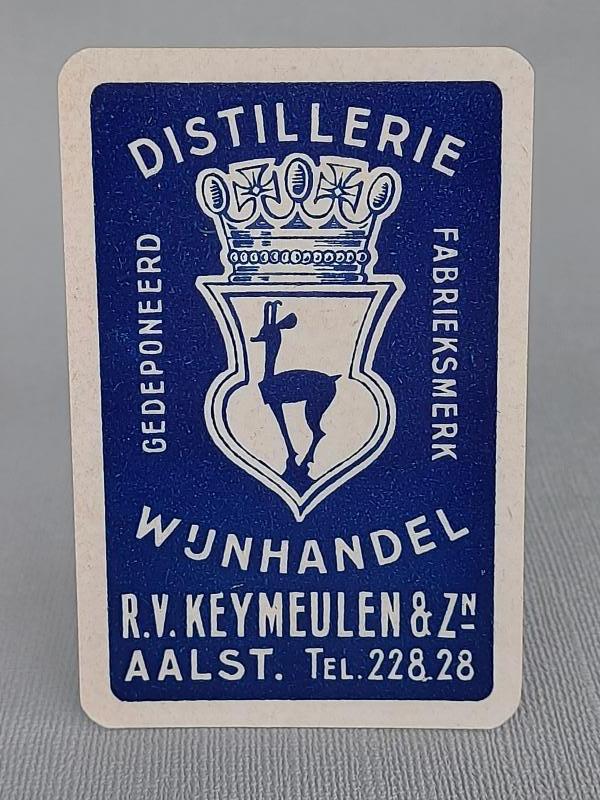 DISTILLERIE
GEDEPONEERD
FABRIEKSMERK
WIJNHANDEL
R.V. KEYMEULEN & ZN
AALST. TEL. 228.28